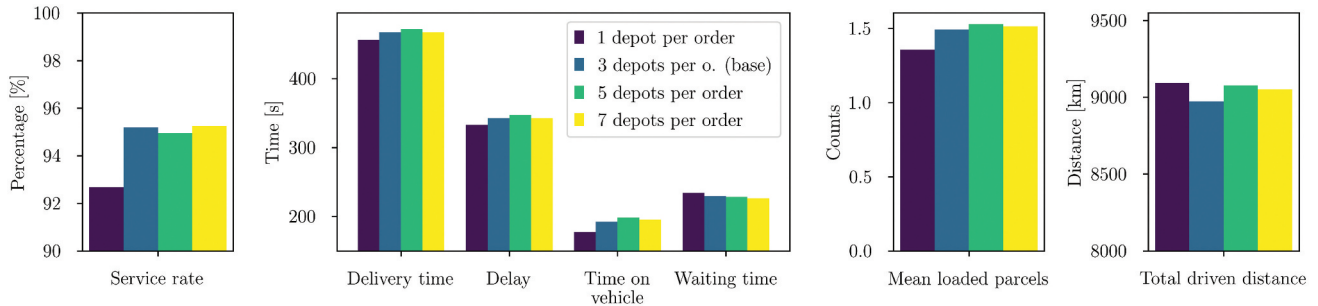 Percentage [%]
100
98
96
94
92
90
Service rate
Time [s]
400
300
200
Delivery time
Delay
Time on
vehicle
Waiting time
1 depot per order
3 depots per o. (base)
5 depots per order
7 depots per order
Counts
1.5
1.0
0.5
0.0
Mean loaded parcels
Distance [km]
9500
9000
8500
8000
Total driven distance